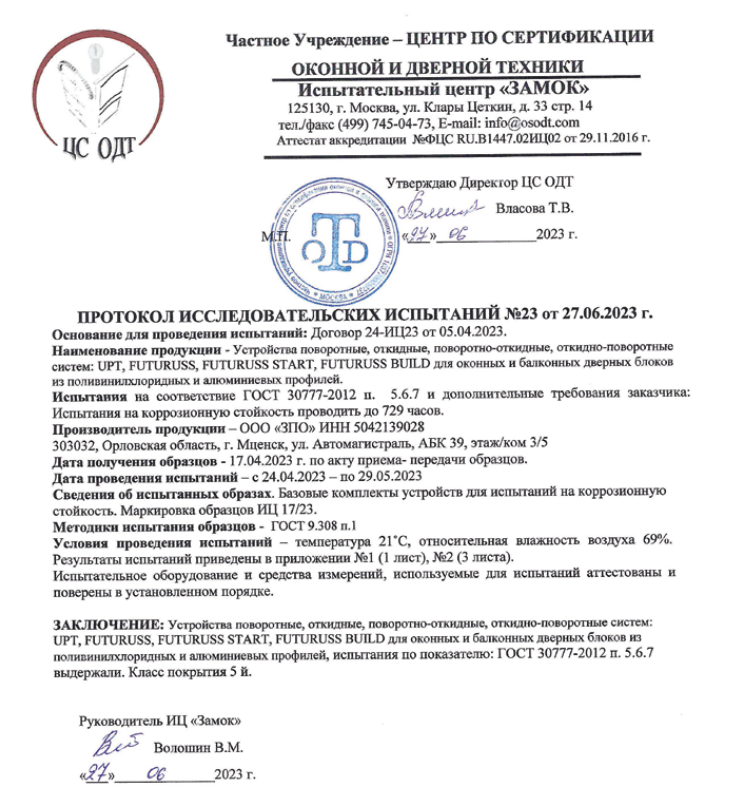 Частное Учреждение – ЦЕНТР ПО СЕРТИФИКАЦИИ
ОКОННОЙ И ДВЕРНОЙ ТЕХНИКИ
Испытательный центр «ЗАМОК»
125130, г. Москва, ул. Клары Цеткин, д. 33 стр. 14
тел./факс (499) 745-04-73, E-mail: info@osodt.com
Аттестат аккредитации №ФЦС RU.B1447.02ИЦ02 от 29.11.2016 г.
ЦС ОДТ
Утверждаю Директор ЦС ОДТ
Власова Т.В.
М.П.
«27» 06 2023 г.
МОСКВА
ПРОТОКОЛ ИССЛЕДОВАТЕЛЬСКИХ ИСПЫТАНИЙ №23 от 27.06.2023 г.
Основание для проведения испытаний: Договор 24-ИЦ23 от 05.04.2023.
Наименование продукции - Устройства поворотные, откидные, поворотно-откидные, откидно-поворотные
систем: UPT, FUTURUSS, FUTURUSS START, FUTURUSS BUILD для оконных и балконных дверных блоков
из поливинилхлоридных и алюминиевых профилей.
Испытания на соответствие ГОСТ 30777-2012 п. 5.6.7 и дополнительные требования заказчика:
Испытания на коррозионную стойкость проводить до 729 часов.
Производитель продукции – ООО «ЗПО» ИНН 5042139028
303032, Орловская область, г. Мценск, ул. Автомагистраль, АБК 39, этаж/ком 3/5
Дата получения образцов - 17.04.2023 г. по акту приема- передачи образцов.
Дата проведения испытаний – с 24.04.2023 – по 29.05.2023
Сведения об испытанных образах. Базовые комплекты устройств для испытаний на коррозионную
стойкость. Маркировка образцов ИЦ 17/23.
Методики испытания образцов - ГОСТ 9.308 п.1
Условия проведения испытаний – температура 21˚С, относительная влажность воздуха 69%.
Результаты испытаний приведены в приложении №1 (1 лист), №2 (3 листа).
Испытательное оборудование и средства измерений, используемые для испытаний аттестованы и
поверены в установленном порядке.
ЗАКЛЮЧЕНИЕ: Устройства поворотные, откидные, поворотно-откидные, откидно-поворотные систем:
UPT, FUTURUSS, FUTURUSS START, FUTURUSS BUILD для оконных и балконных дверных блоков из
поливинилхлоридных и алюминиевых профилей, испытания по показателю: ГОСТ 30777-2012 п. 5.6.7
выдержали. Класс покрытия 5 й.
Руководитель ИЦ «Замок»
Волошин В.М.
«27» 06 2023 г.